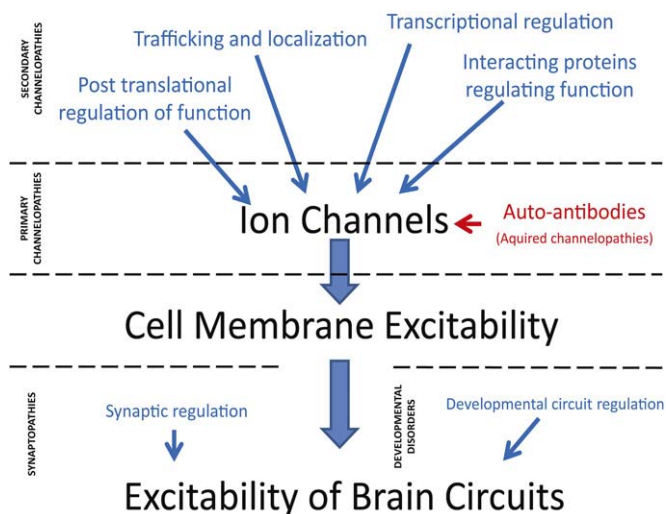 SECONDARY
CHANNELOPATHIES
Trafficking and localization
Transcriptional regulation
Post translational
regulation of function
Interacting proteins
regulating function
PRIMARY
CHANNELOPATHIES
Ion Channels
Auto-antibodies
(Aquired channelopathies)
Cell Membrane Excitability
SYNAPTOPATHIES
Synaptic regulation
DEVELOPMENTAL
DISORDERS
Developmental circuit regulation
Excitability of Brain Circuits